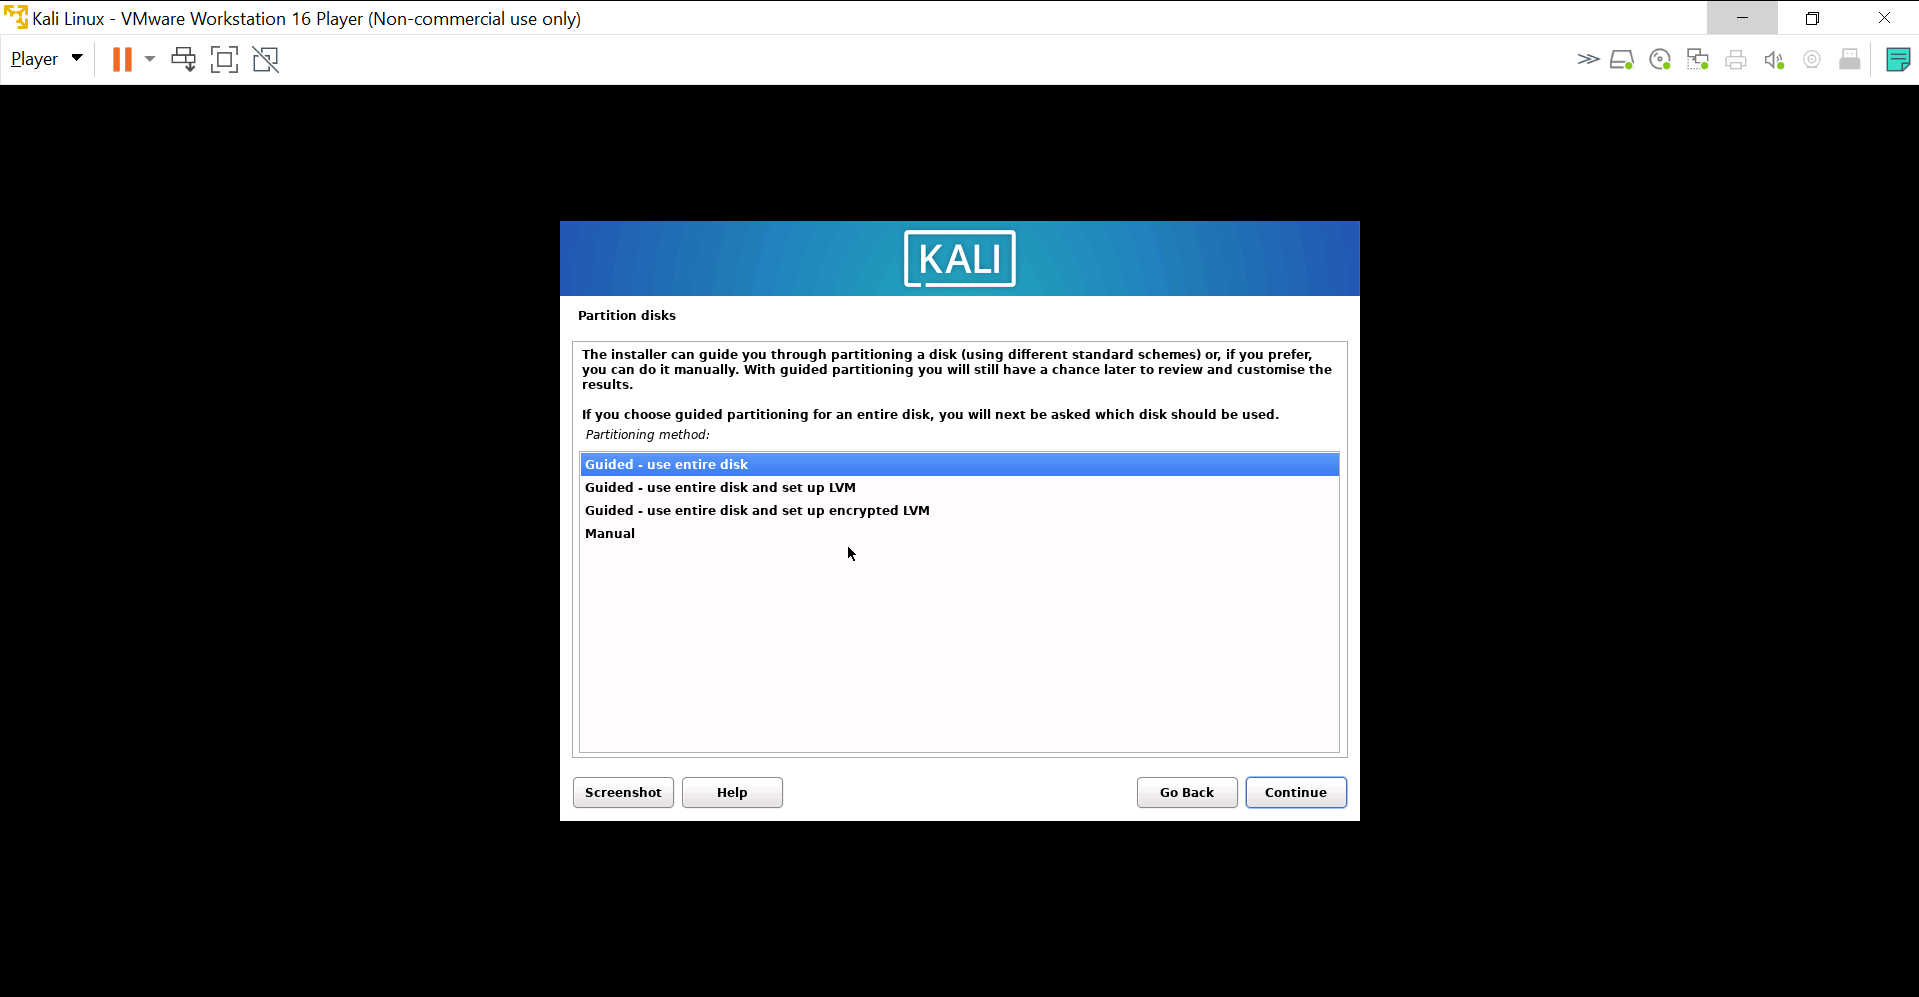 Kali Linux - VMware Workstation 16 Player (Non-commercial use only)
Player
KALI
Partition disks
The installer can guide you through partitioning a disk (using different standard schemes) or, if you prefer,
you can do it manually. With guided partitioning you will still have a chance later to review and customise the
results.
If you choose guided partitioning for an entire disk, you will next be asked which disk should be used.
Partitioning method:
Guided - use entire disk
Guided - use entire disk and set up LVM
Guided - use entire disk and set up encrypted LVM
Manual
Screenshot
Help
Go Back
Continue